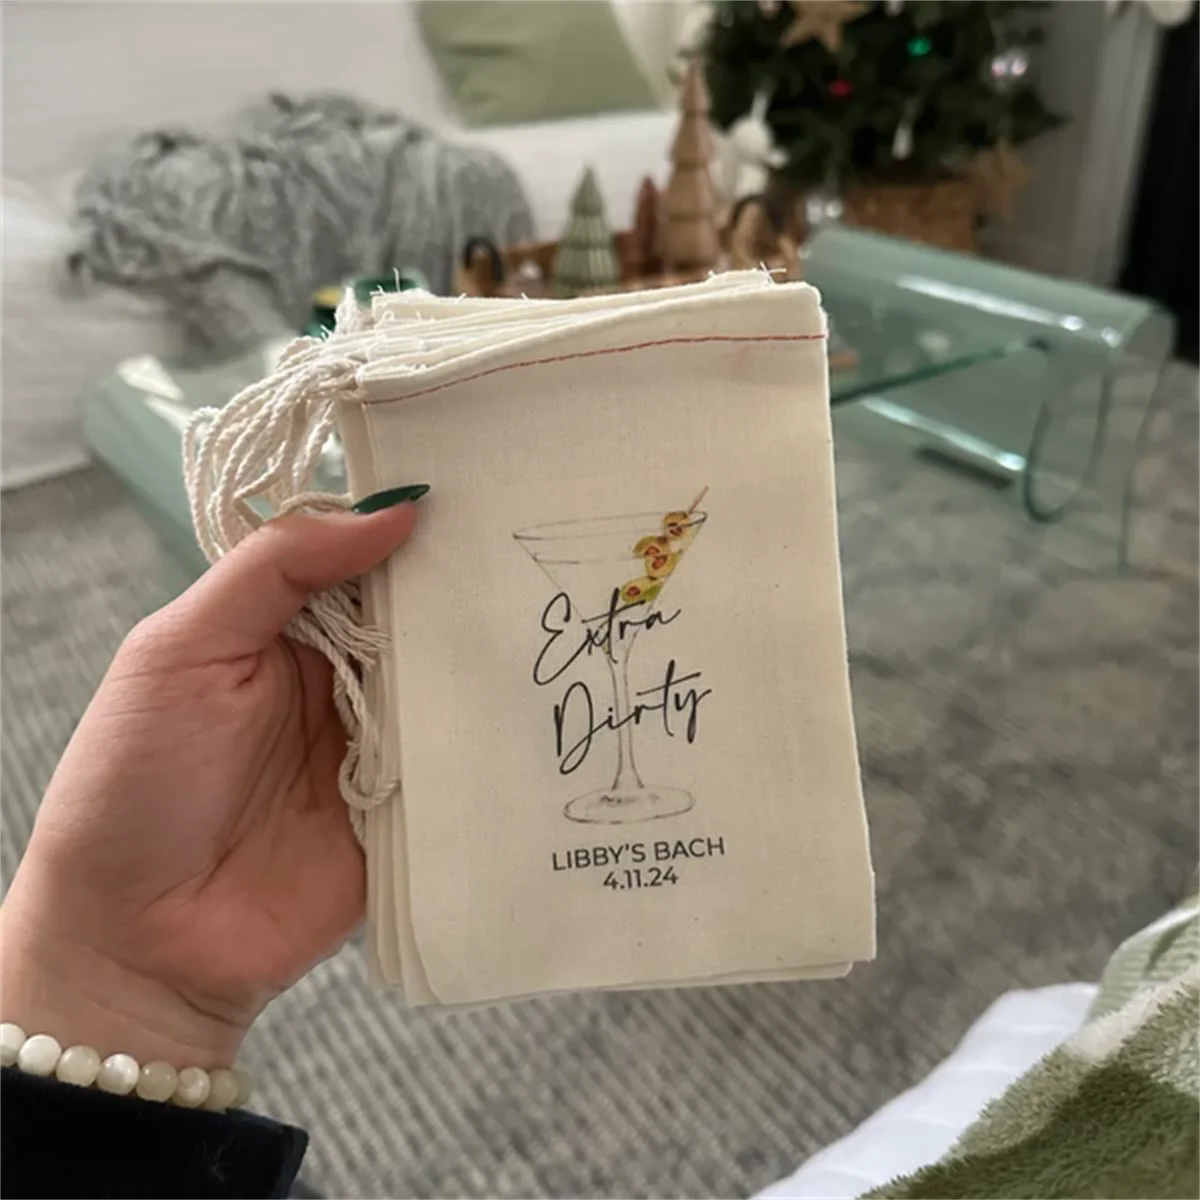 Extra
Dirty
LIBBY'S BACH
4.11.24